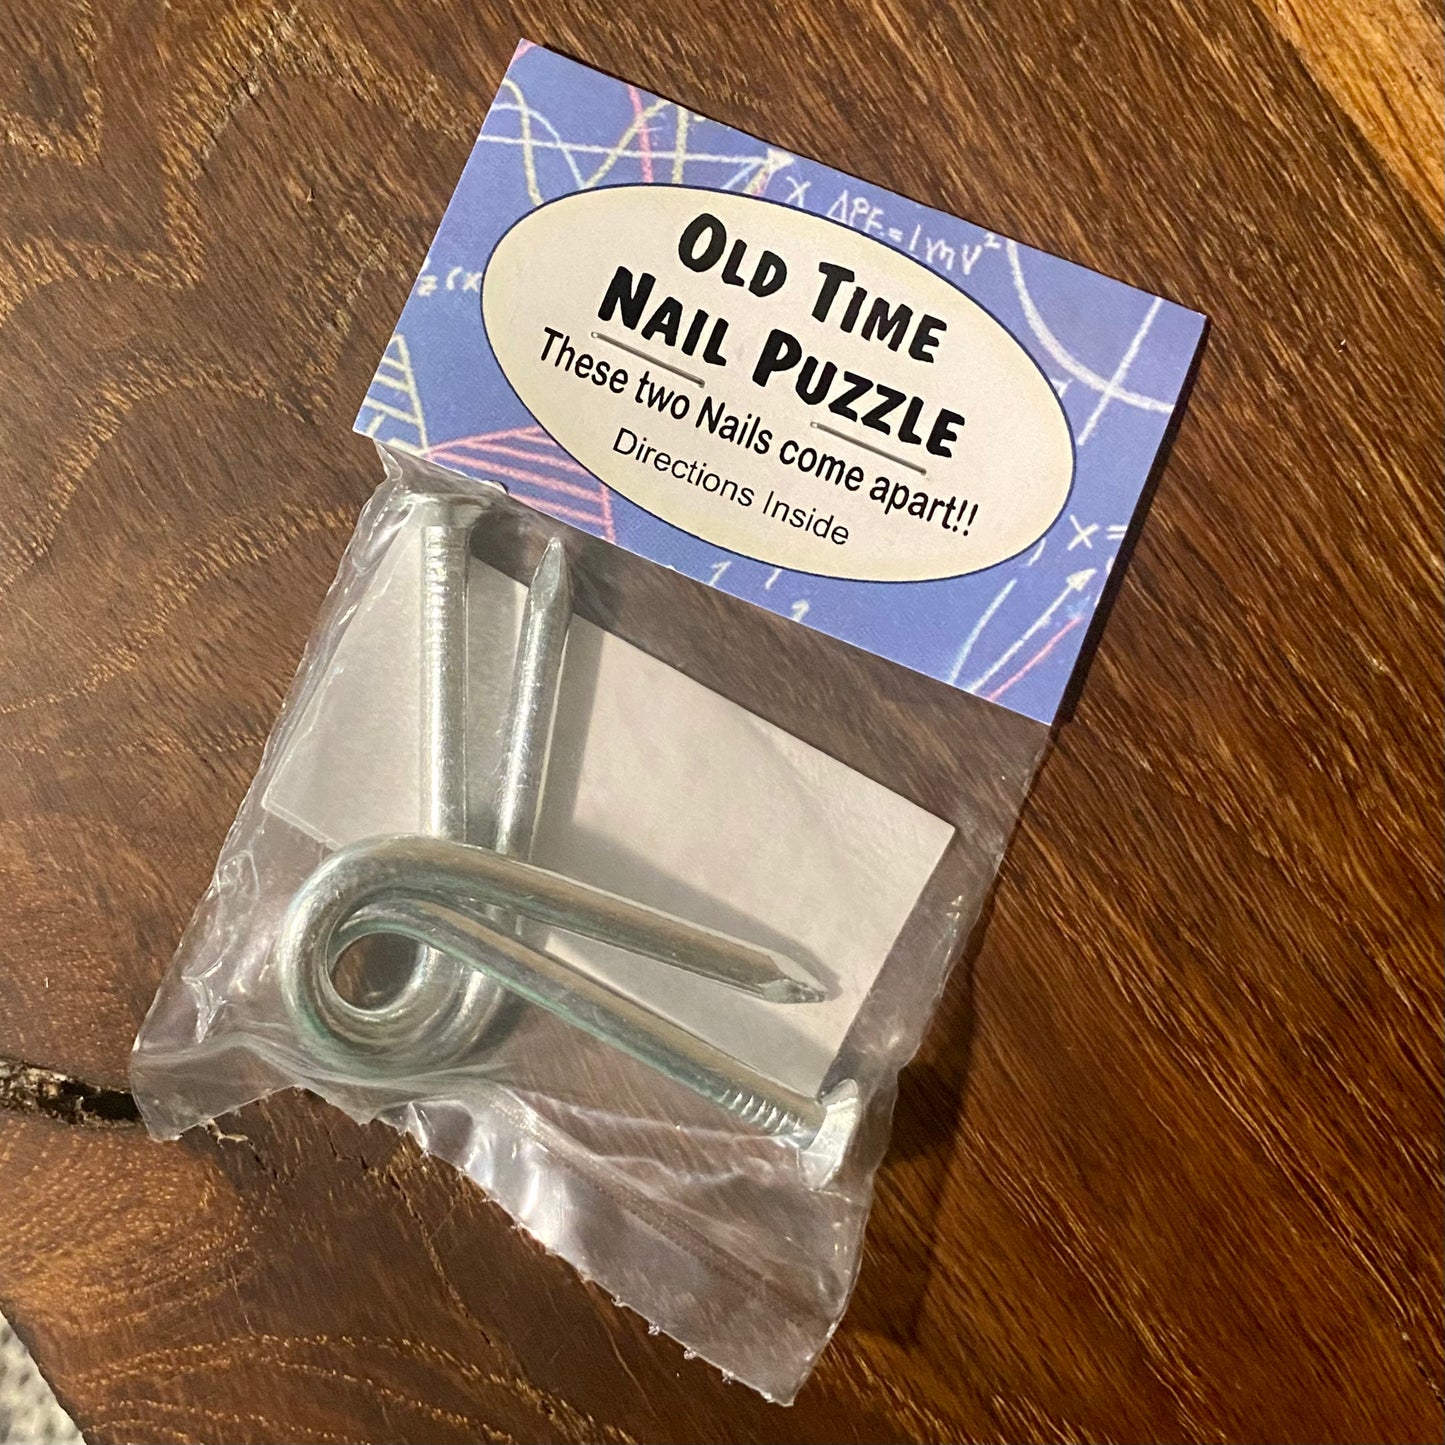 OLD TIME
NAIL PUZZLE
These two Nails come apart!!
Directions Inside